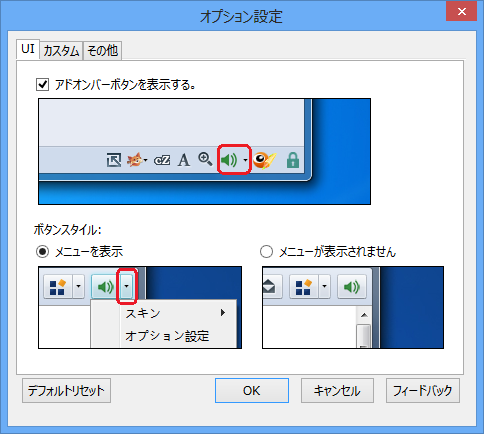 オプション設定
UI カスタム その他
アドオンバーボタンを表示する。
eZ A
ボタンスタイル:
メニューを表示 メニューが表示されません
スキン
オプション設定
デフォルトリセット OK キャンセル フィードバック